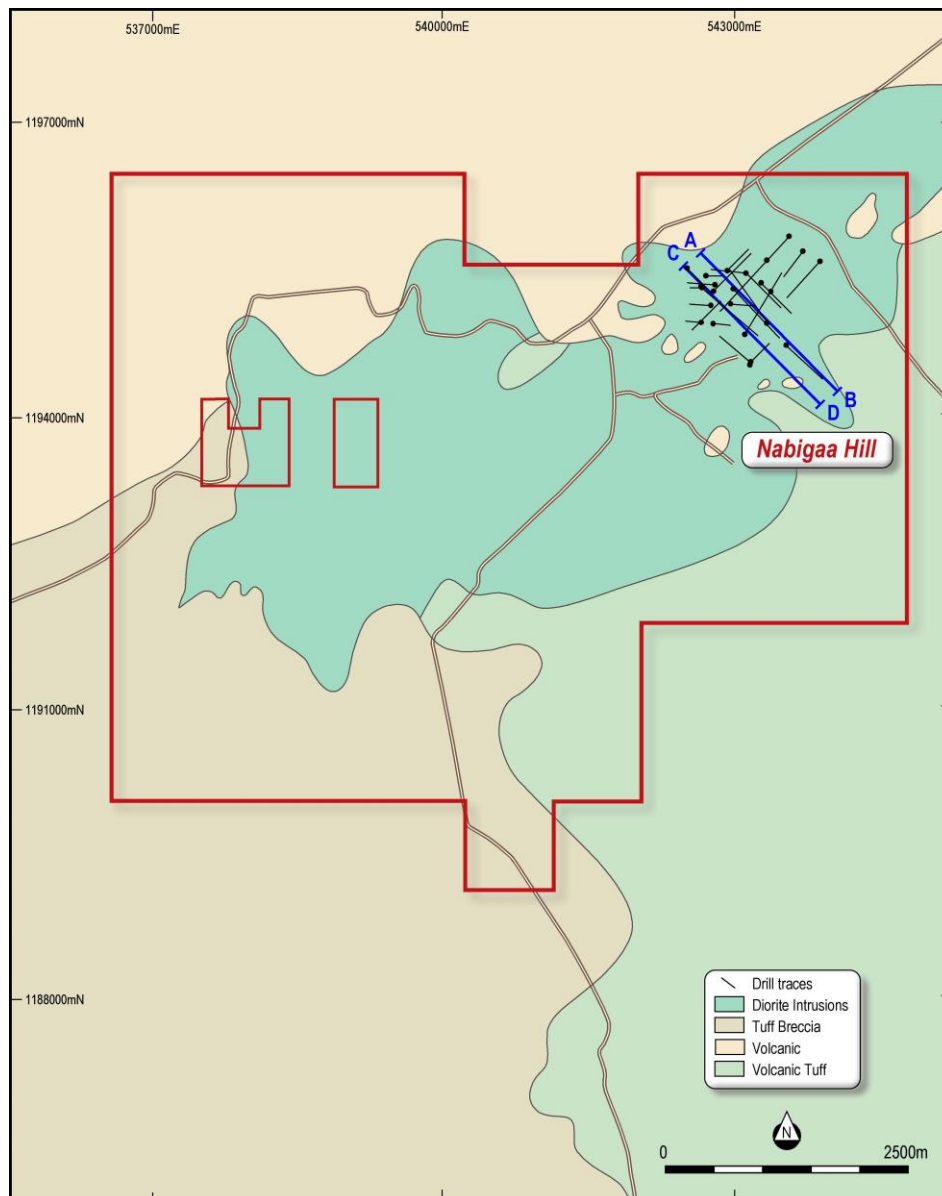 537000mE
540000mE
543000mE
1197000mN
A
C
1194000mN
B
D
Nabigaa Hill
1191000mN
1188000mN
Drill traces
Diorite Intrusions
Tuff Breccia
Volcanic
Volcanic Tuff
N
0
2500m